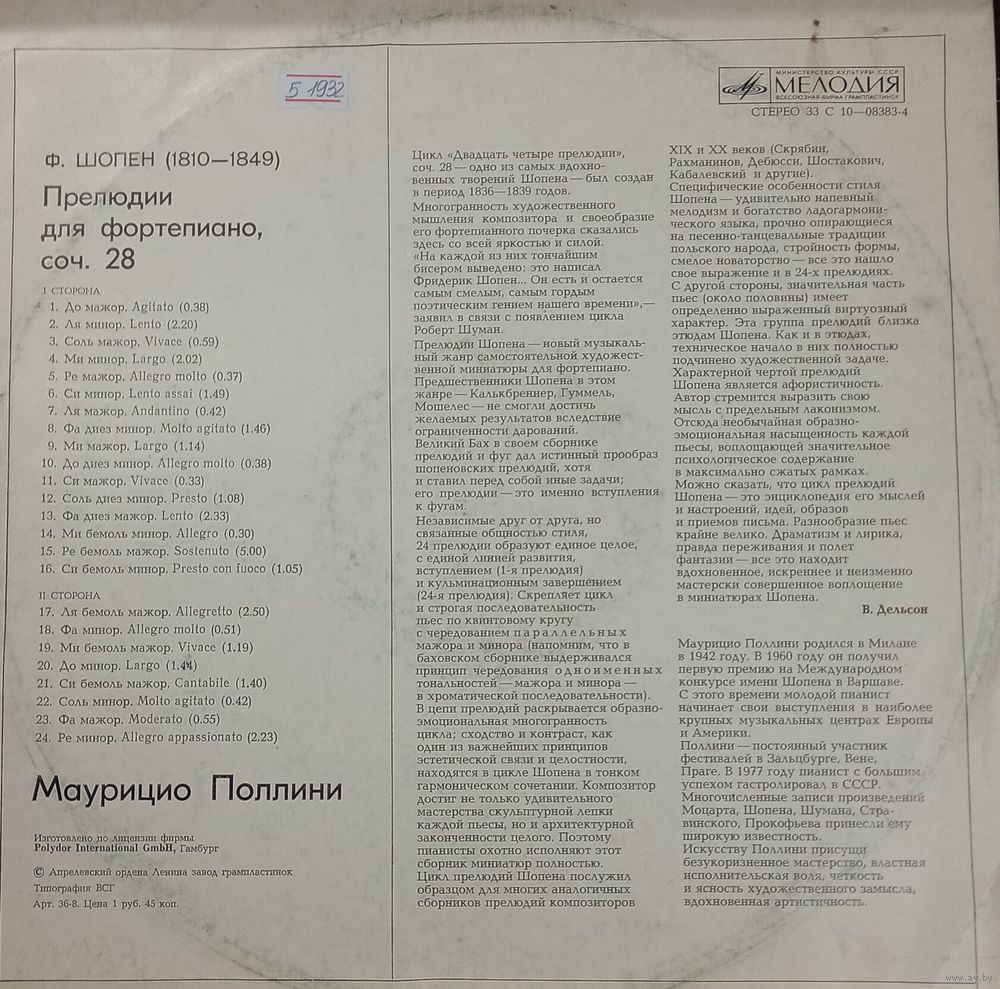 5 1932
МИНИСТЕРСТВО КУЛЬТУРЫ СССР
МЕЛОДИЯ
ВСЕСОЮЗНАЯ ФИРМА ГРАМПЛАСТИНОК
СТЕРЕО 33 С 10—08383-4
Ф. ШОПЕН (1810—1849)
Прелюдии
для фортепиано,
соч. 28
I СТОРОНА
1. До мажор. Agitato (0.38)
2. Ля минор. Lento (2.20)
3. Соль мажор. Vivace (0.59)
4. Ми минор. Largo (2.02)
5. Ре мажор. Allegro molto (0.37)
6. Си минор. Lento assai (1.49)
7. Ля мажор. Andantino (0.42)
8. Фа диез минор. Molto agitato (1.46)
9. Ми мажор. Largo (1.14)
10. До диез минор. Allegro molto (0.38)
11. Си мажор. Vivace (0.33)
12. Соль диез минор. Presto (1.08)
13. Фа диез мажор. Lento (2.33)
14. Ми бемоль минор. Allegro (0.30)
15. Ре бемоль мажор. Sostenuto (5.00)
16. Си бемоль минор. Presto con fuoco (1.05)
II СТОРОНА
17. Ля бемоль мажор. Allegretto (2.50)
18. Фа минор. Allegro molto (0.51)
19. Ми бемоль мажор. Vivace (1.19)
20. До минор. Largo (1.44)
21. Си бемоль мажор. Cantabile (1.40)
22. Соль минор. Molto agitato (0.42)
23. Фа мажор. Moderato (0.55)
24. Ре минор. Allegro appassionato (2.23)
Маурицио Поллини
Изготовлено по лицензии фирмы
Polydor International GmbH, Гамбург
© Апрелевский ордена Ленина завод грампластинок
Типография ВСГ
Арт. 36-8. Цена 1 руб. 45 коп.
Цикл «Двадцать четыре прелюдии»,
соч. 28 — одно из самых вдохно-
венных творений Шопена — был создан
в период 1836—1839 годов.
Многогранность художественного
мышления композитора и своеобразие
его фортепианного почерка сказались
здесь со всей яркостью и силой.
«На каждой из них тончайшим
бисером выведено: это написал
Фридерик Шопен... Он есть и остается
самым смелым, самым гордым
поэтическим гением нашего времени»,—
заявил в связи с появлением цикла
Роберт Шуман.
Прелюдии Шопена — новый музыкаль-
ный жанр самостоятельной художест-
венной миниатюры для фортепиано.
Предшественники Шопена в этом
жанре — Калькбреннер, Гуммель,
Мошелес — не смогли достичь
желаемых результатов вследствие
ограниченности дарований.
Великий Бах в своем сборнике
прелюдий и фуг дал истинный прообраз
шопеновских прелюдий, хотя
и ставил перед собой иные задачи;
его прелюдии — это именно вступления
к фугам.
Независимые друг от друга, но
связанные общностью стиля,
24 прелюдии образуют единое целое,
с единой линией развития,
вступлением (1-я прелюдия)
и кульминационным завершением
(24-я прелюдия). Скрепляет цикл
и строгая последовательность
пьес по квинтовому кругу
с чередованием параллельных
мажора и минора (напомним, что в
баховском сборнике выдерживался
принцип чередования одноименных
тональностей — мажора и минора —
в хроматической последовательности).
В цепи прелюдий раскрывается образно-
эмоциональная многогранность
цикла; сходство и контраст, как
один из важнейших принципов
эстетической связи и целостности,
находятся в цикле Шопена в тонком
гармоническом сочетании. Композитор
достиг не только удивительного
мастерства скульптурной лепки
каждой пьесы, но и архитектурной
законченности целого. Поэтому
пианисты охотно исполняют этот
сборник миниатюр полностью.
Цикл прелюдий Шопена послужил
образцом для многих аналогичных
сборников прелюдий композиторов
XIX и XX веков (Скрябин,
Рахманинов, Дебюсси, Шостакович,
Кабалевский и другие).
Специфические особенности стиля
Шопена — удивительно напевный
мелодизм и богатство ладогармони-
ческого языка, прочно опирающиеся
на песенно-танцевальные традиции
польского народа, стройность формы,
смелое новаторство — все это нашло
свое выражение и в 24-х прелюдиях.
С другой стороны, значительная часть
пьес (около половины) имеет
определенно выраженный виртуозный
характер. Эта группа прелюдий близка
этюдам Шопена. Как и в этюдах,
техническое начало в них полностью
подчинено художественной задаче.
Характерной чертой прелюдий
Шопена является афористичность.
Автор стремится выразить свою
мысль с предельным лаконизмом.
Отсюда необычайная образно-
эмоциональная насыщенность каждой
пьесы, воплощающей значительное
психологическое содержание
в максимально сжатых рамках.
Можно сказать, что цикл прелюдий
Шопена — это энциклопедия его мыслей
и настроений, идей, образов
и приемов письма. Разнообразие пьес
крайне велико. Драматизм и лирика,
правда переживания и полет
фантазии — все это находит
вдохновенное, искреннее и неизменно
мастерски совершенное воплощение
в миниатюрах Шопена.
В. Дельсон
Маурицио Поллини родился в Милане
в 1942 году. В 1960 году он получил
первую премию на Международном
конкурсе имени Шопена в Варшаве.
С этого времени молодой пианист
начинает свои выступления в наиболее
крупных музыкальных центрах Европы
и Америки.
Поллини — постоянный участник
фестивалей в Зальцбурге, Вене,
Праге. В 1977 году пианист с большим
успехом гастролировал в СССР.
Многочисленные записи произведений
Моцарта, Шопена, Шумана, Стра-
винского, Прокофьева принесли ему
широкую известность.
Искусству Поллини присущи
безукоризненное мастерство, властная
исполнительская воля, четкость
и ясность художественного замысла,
вдохновенная артистичность.
www.ay.by